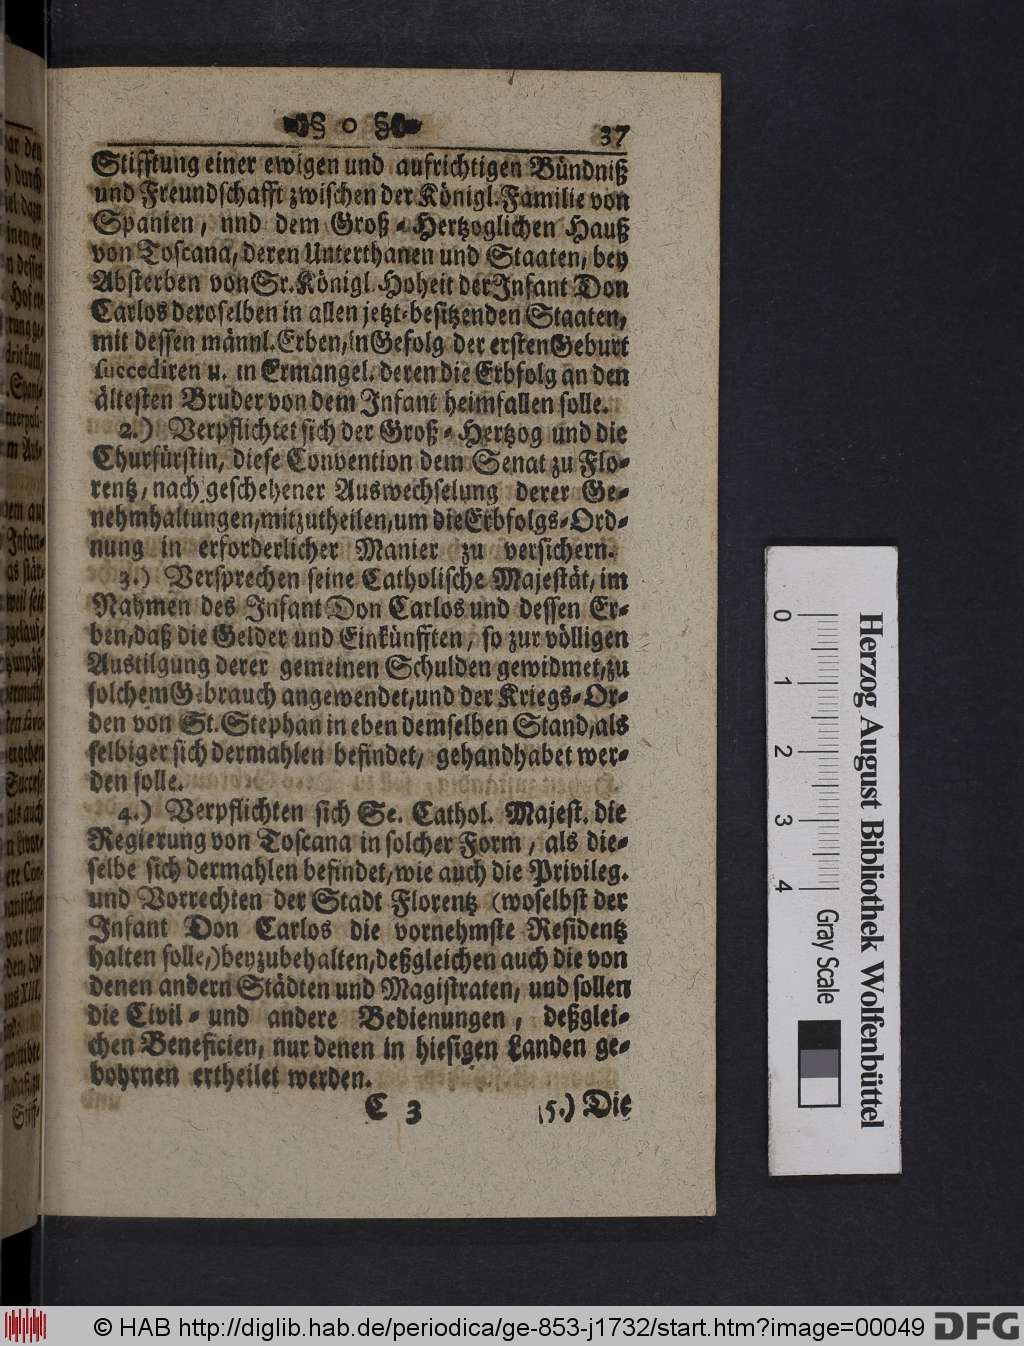 § o §
37
Stifftung einer ewigen und aufrichtigen Bündniß
und Freundschafft zwischen der Königl. Familie von
Spanien, nnd dem Groß-Hertzoglichen Hauß
von Toscana, deren Unterthanen und Staaten, bey
Absterben von Sr. Königl. Hoheit der Infant Don
Carlos deroselben in allen jetzt-besitzenden Staaten,
mit dessen männl. Erben, in Gefolg der ersten Geburt
succediren u. in Ermangel. deren die Erbfolg an den
ältesten Bruder von dem Infant heimfallen solle.
2.) Verpflichtet sich der Groß-Hertzog und die
Churfürstin, diese Convention dem Senat zu Flo-
rentz, nach geschehener Auswechselung derer Ge-
nehmhaltungen, mitzutheilen, um die Erbfolgs-Ord-
nung in erforderlicher Manier zu versichern.
3.) Versprechen seine Catholische Majestät, im
Nahmen des Infant Don Carlos und dessen Er-
ben, daß die Gelder und Einkünfften, so zur völligen
Austilgung derer gemeinen Schulden gewidmet, zu
solchem Gebrauch angewendet, und der Kriegs-Or-
den von St. Stephan in eben demselben Stand, als
selbiger sich dermahlen befindet, gehandhabet wer-
den solle.
4.) Verpflichten sich Se. Cathol. Majest. die
Regierung von Toscana in solcher Form, als die-
selbe sich dermahlen befindet, wie auch die Privileg.
und Vorrechten der Stadt Florentz (woselbst der
Infant Don Carlos die vornehmste Residentz
halten solle,) beyzubehalten, deßgleichen auch die von
denen andern Städten und Magistraten, und sollen
die Civil- und andere Bedienungen, deßglei-
chen Beneficien, nur denen in hiesigen Landen ge-
bohrnen ertheilet werden.
C 3
5.) Die
0 1 2 3 4
Gray Scale
Herzog August Bibliothek Wolfenbüttel
© HAB http://diglib.hab.de/periodica/ge-853-j1732/start.htm?image=00049
DFG